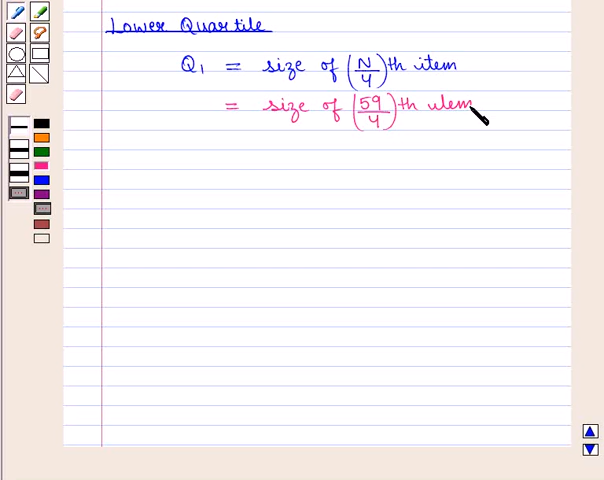 Lower Quartile
Q1 = size of (N/4)th item
= size of (59/4)th item